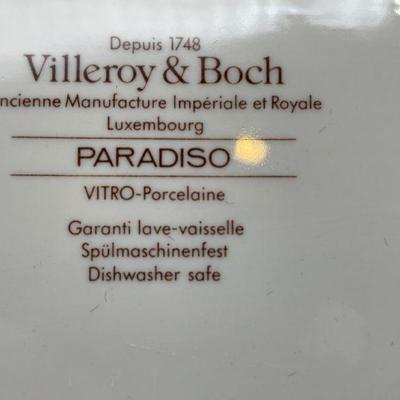 Depuis 1748
Villeroy & Boch
ncienne Manufacture Impériale et Royale
Luxembourg
PARADISO
VITRO-Porcelaine
Garanti lave-vaisselle
Spülmaschinenfest
Dishwasher safe